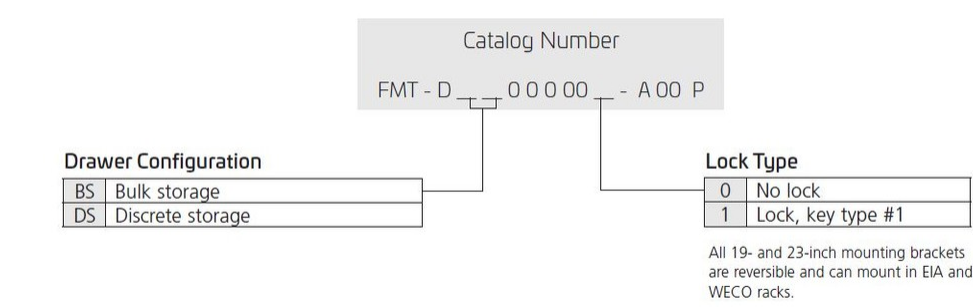 Catalog Number
FMT - D _ _ 0 0 0 00 _ - A 00 P
Drawer Configuration
BS Bulk storage
DS Discrete storage
Lock Type
0 No lock
1 Lock, key type #1
All 19- and 23-inch mounting brackets
are reversible and can mount in EIA and
WECO racks.